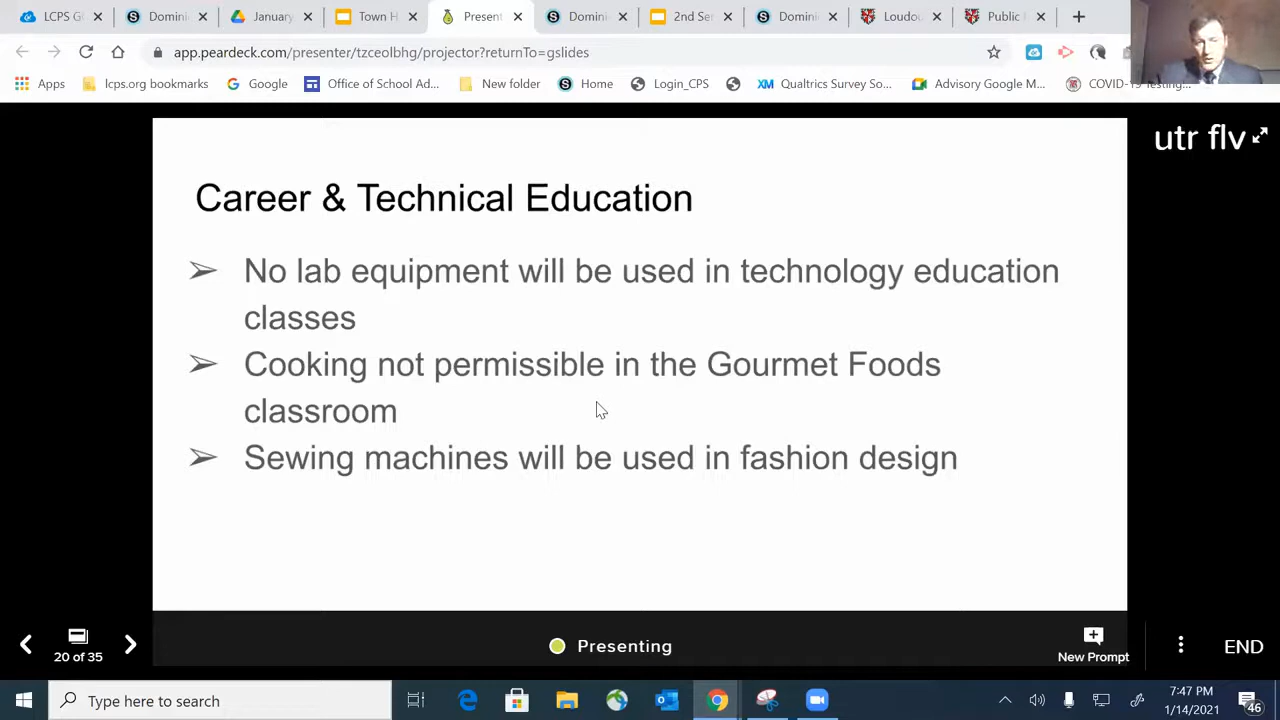 LCPS Gl
Domini
January
Town H
Present
Domini
2nd Se
Domini
Loudou
Public
app.peardeck.com/presenter/tzceolbhg/projector?returnTo=gslides
Apps
lcps.org bookmarks
Google
Office of School Ad...
New folder
Home
Login_CPS
Qualtrics Survey So...
Advisory Google M...
COVID-19 Testing...
utr flv
Career & Technical Education
➢ No lab equipment will be used in technology education
classes
➢ Cooking not permissible in the Gourmet Foods
classroom
➢ Sewing machines will be used in fashion design
20 of 35
Presenting
New Prompt
END
Type here to search
7:47 PM
1/14/2021
46